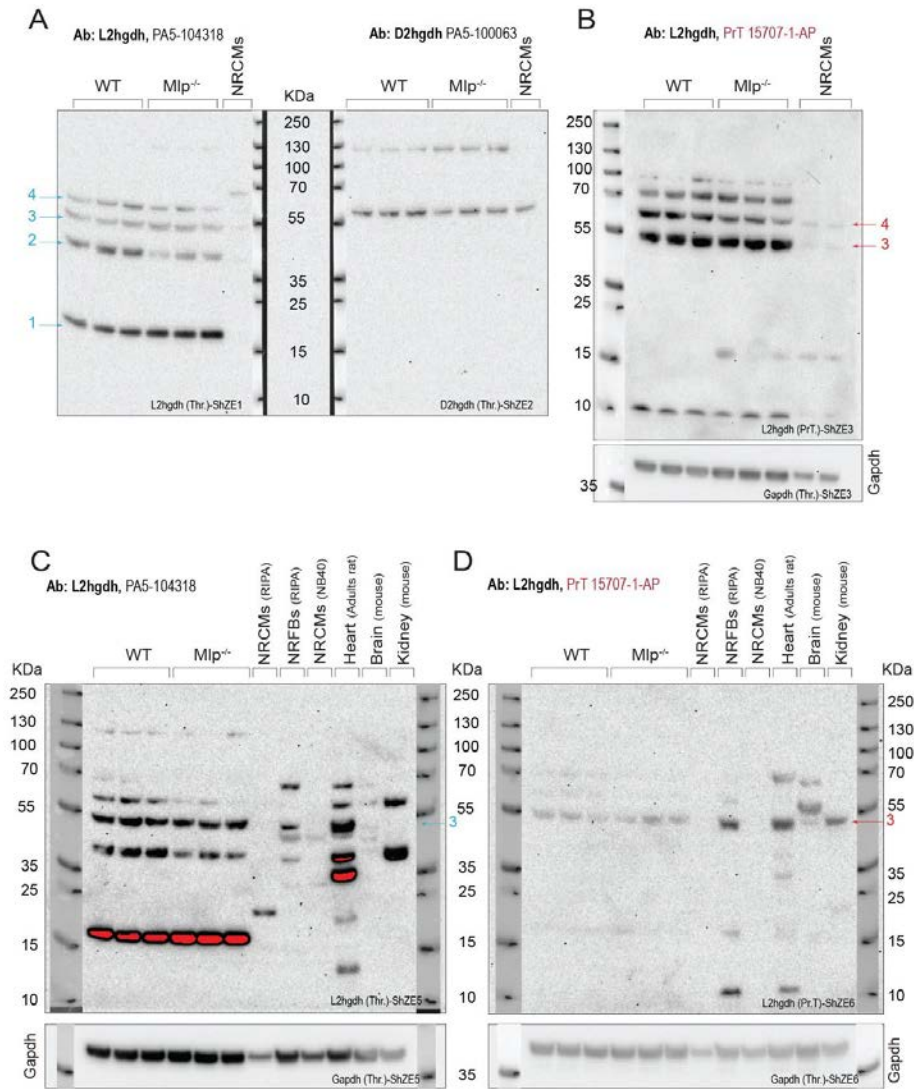 A
Ab: L2hgdh, PA5-104318
Ab: D2hgdh PA5-100063
WT
Mlp-/-
NRCMs
KDa
WT
Mlp-/-
NRCMs
250
130
100
70
55
35
25
15
10
4
3
2
1
L2hgdh (Thr.)-ShZE1
D2hgdh (Thr.)-ShZE2
B
Ab: L2hgdh, PrT 15707-1-AP
WT
Mlp-/-
NRCMs
250
130
100
70
55
35
25
15
10
4
3
L2hgdh (PrT.)-ShZE3
35
Gapdh (Thr.)-ShZE3
Gapdh
C
Ab: L2hgdh, PA5-104318
WT
Mlp-/-
NRCMs (RIPA)
NRFBs (RIPA)
NRCMs (NB40)
Heart (Adults rat)
Brain (mouse)
Kidney (mouse)
KDa
250
130
100
70
55
35
25
15
10
3
L2hgdh (Thr.)-ShZE5
Gapdh
Gapdh (Thr.)-ShZE5
D
Ab: L2hgdh, PrT 15707-1-AP
WT
Mlp-/-
NRCMs (RIPA)
NRFBs (RIPA)
NRCMs (NB40)
Heart (Adults rat)
Brain (mouse)
Kidney (mouse)
KDa
250
130
100
70
55
3
35
25
15
10
L2hgdh (Pr.T)-ShZE6
35
Gapdh (Thr.)-ShZE6
Gapdh